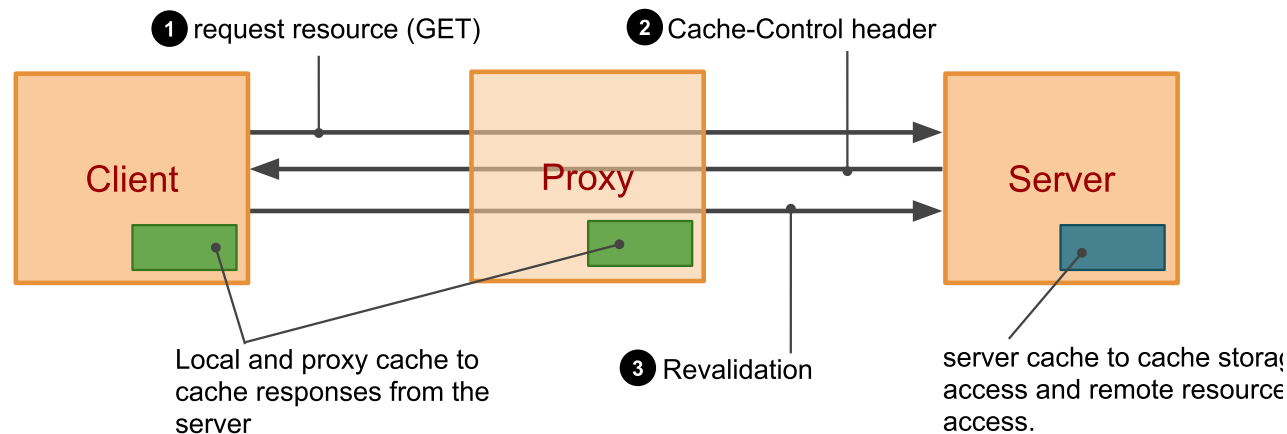 1 request resource (GET)
2 Cache-Control header
Client
Proxy
Server
Local and proxy cache to
cache responses from the
server
3 Revalidation
server cache to cache
access and remote resource
access.